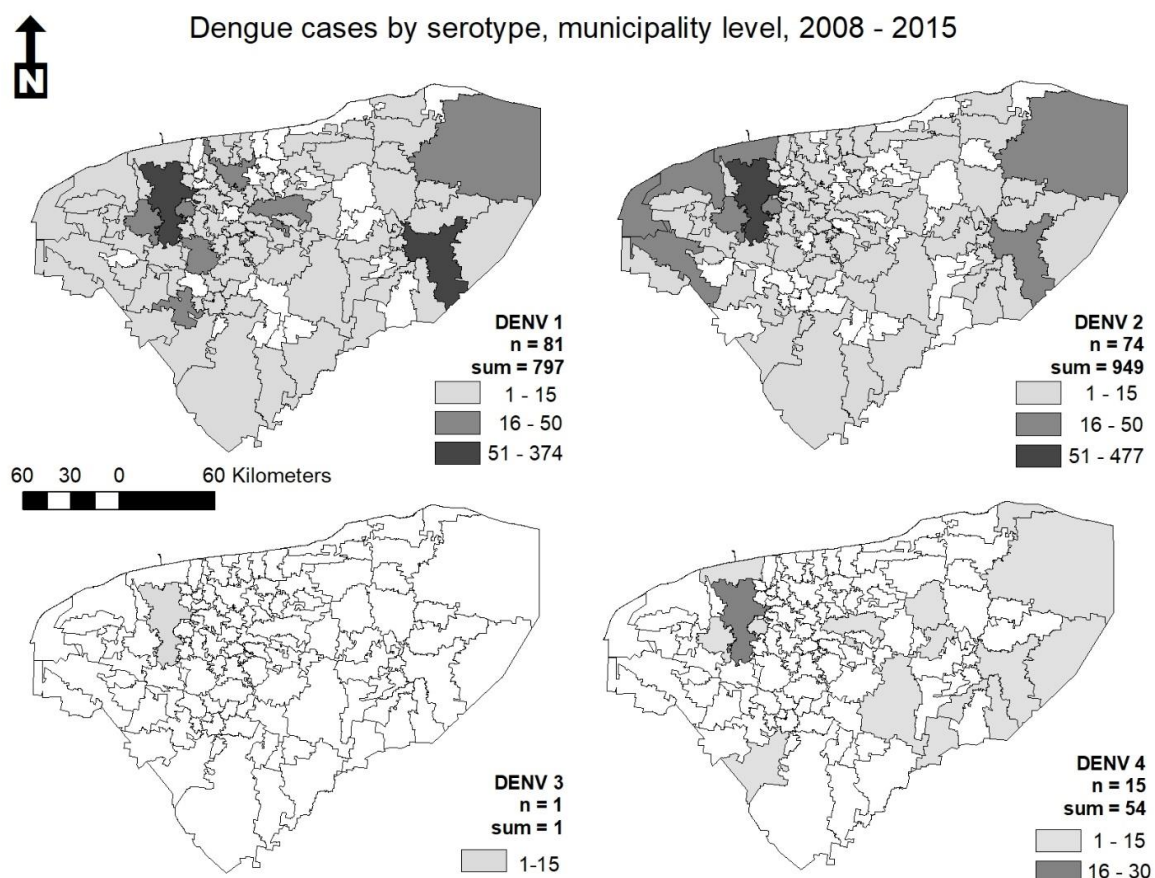 Dengue cases by serotype, municipality level, 2008 - 2015
N
DENV 1
n = 81
sum = 797
1 - 15
16 - 50
51 - 374
DENV 2
n = 74
sum = 949
1 - 15
16 - 50
51 - 477
60 30 0 60 Kilometers
DENV 3
n = 1
sum = 1
1-15
DENV 4
n = 15
sum = 54
1 - 15
16 - 30